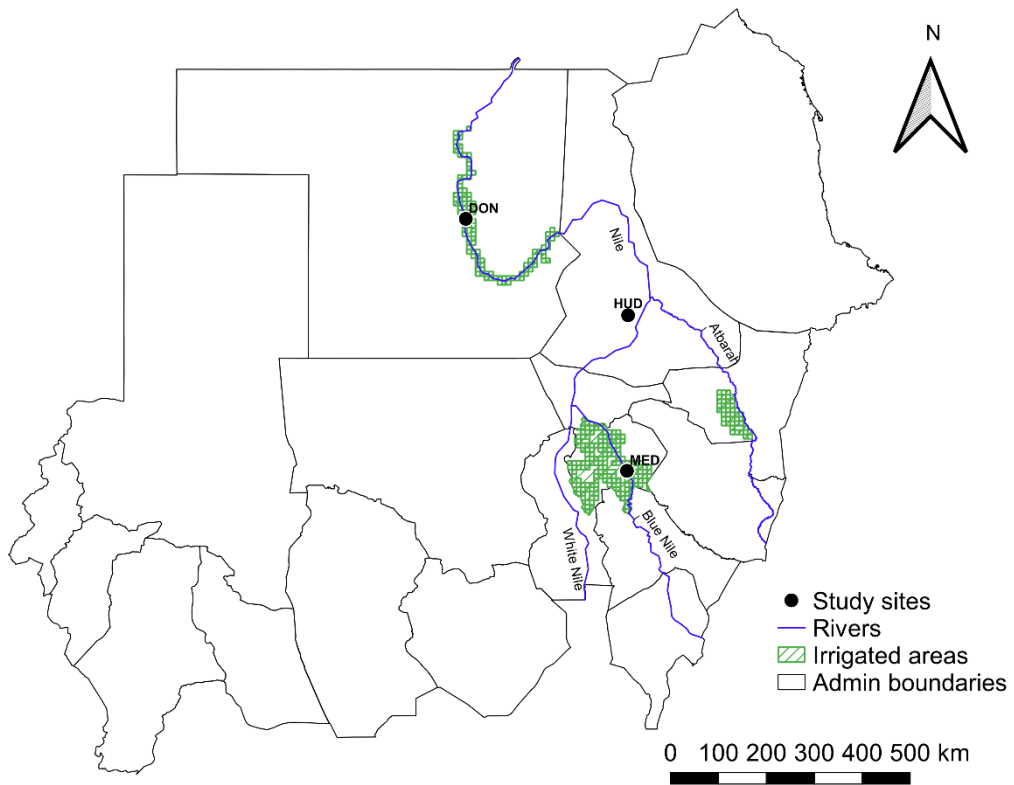 N
DON
Nile
HUD
Atbarah
MED
Blue Nile
White Nile
Study sites
Rivers
Irrigated areas
Admin boundaries
0 100 200 300 400 500 km